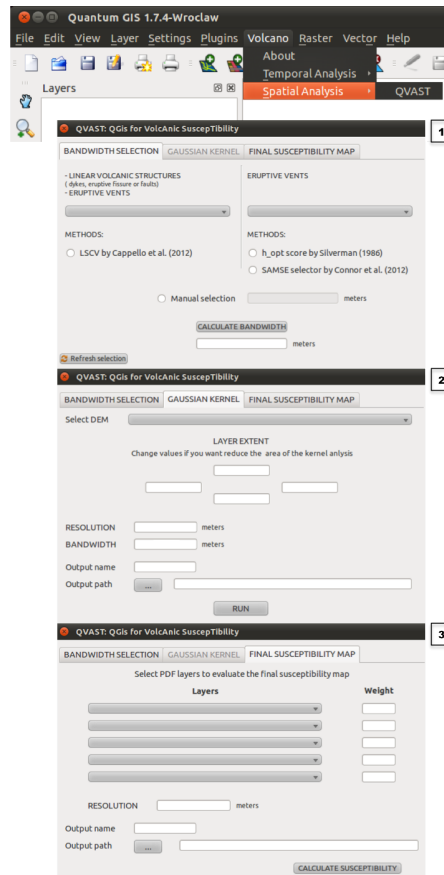 Quantum GIS 1.7.4-Wroclaw
File Edit View Layer Settings Plugins Volcano Raster Vector Help
About
Temporal Analysis
Spatial Analysis QVAST
Layers
1
QVAST: QGis for VolcAnic SuscepTibility
BANDWIDTH SELECTION GAUSSIAN KERNEL FINAL SUSCEPTIBILITY MAP
- LINEAR VOLCANIC STRUCTURES
( dykes, eruptive fissure or faults)
- ERUPTIVE VENTS
ERUPTIVE VENTS
METHODS:
LSCV by Cappello et al. (2012)
METHODS:
h_opt score by Silverman (1986)
SAMSE selector by Connor et al. (2012)
Manual selection meters
CALCULATE BANDWIDTH
meters
Refresh selection
2
QVAST: QGis for VolcAnic SuscepTibility
BANDWIDTH SELECTION GAUSSIAN KERNEL FINAL SUSCEPTIBILITY MAP
Select DEM
LAYER EXTENT
Change values if you want reduce the area of the kernel anlysis
RESOLUTION meters
BANDWIDTH meters
Output name
Output path ...
RUN
3
QVAST: QGis for VolcAnic SuscepTibility
BANDWIDTH SELECTION GAUSSIAN KERNEL FINAL SUSCEPTIBILITY MAP
Select PDF layers to evaluate the final susceptibility map
Layers Weight
RESOLUTION meters
Output name
Output path ...
CALCULATE SUSCEPTIBILITY